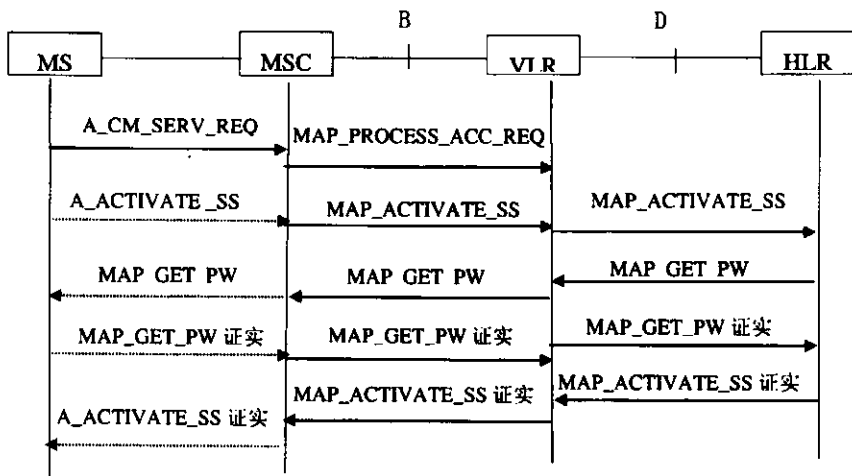 B D
MS MSC VLR HLR
A_CM_SERV_REQ
MAP_PROCESS_ACC_REQ
A_ACTIVATE_SS MAP_ACTIVATE_SS MAP_ACTIVATE_SS
MAP GET PW MAP GET PW MAP GET PW
MAP_GET_PW 证实 MAP_GET_PW 证实 MAP_GET_PW 证实
A_ACTIVATE_SS 证实 MAP_ACTIVATE_SS 证实 MAP_ACTIVATE_SS 证实